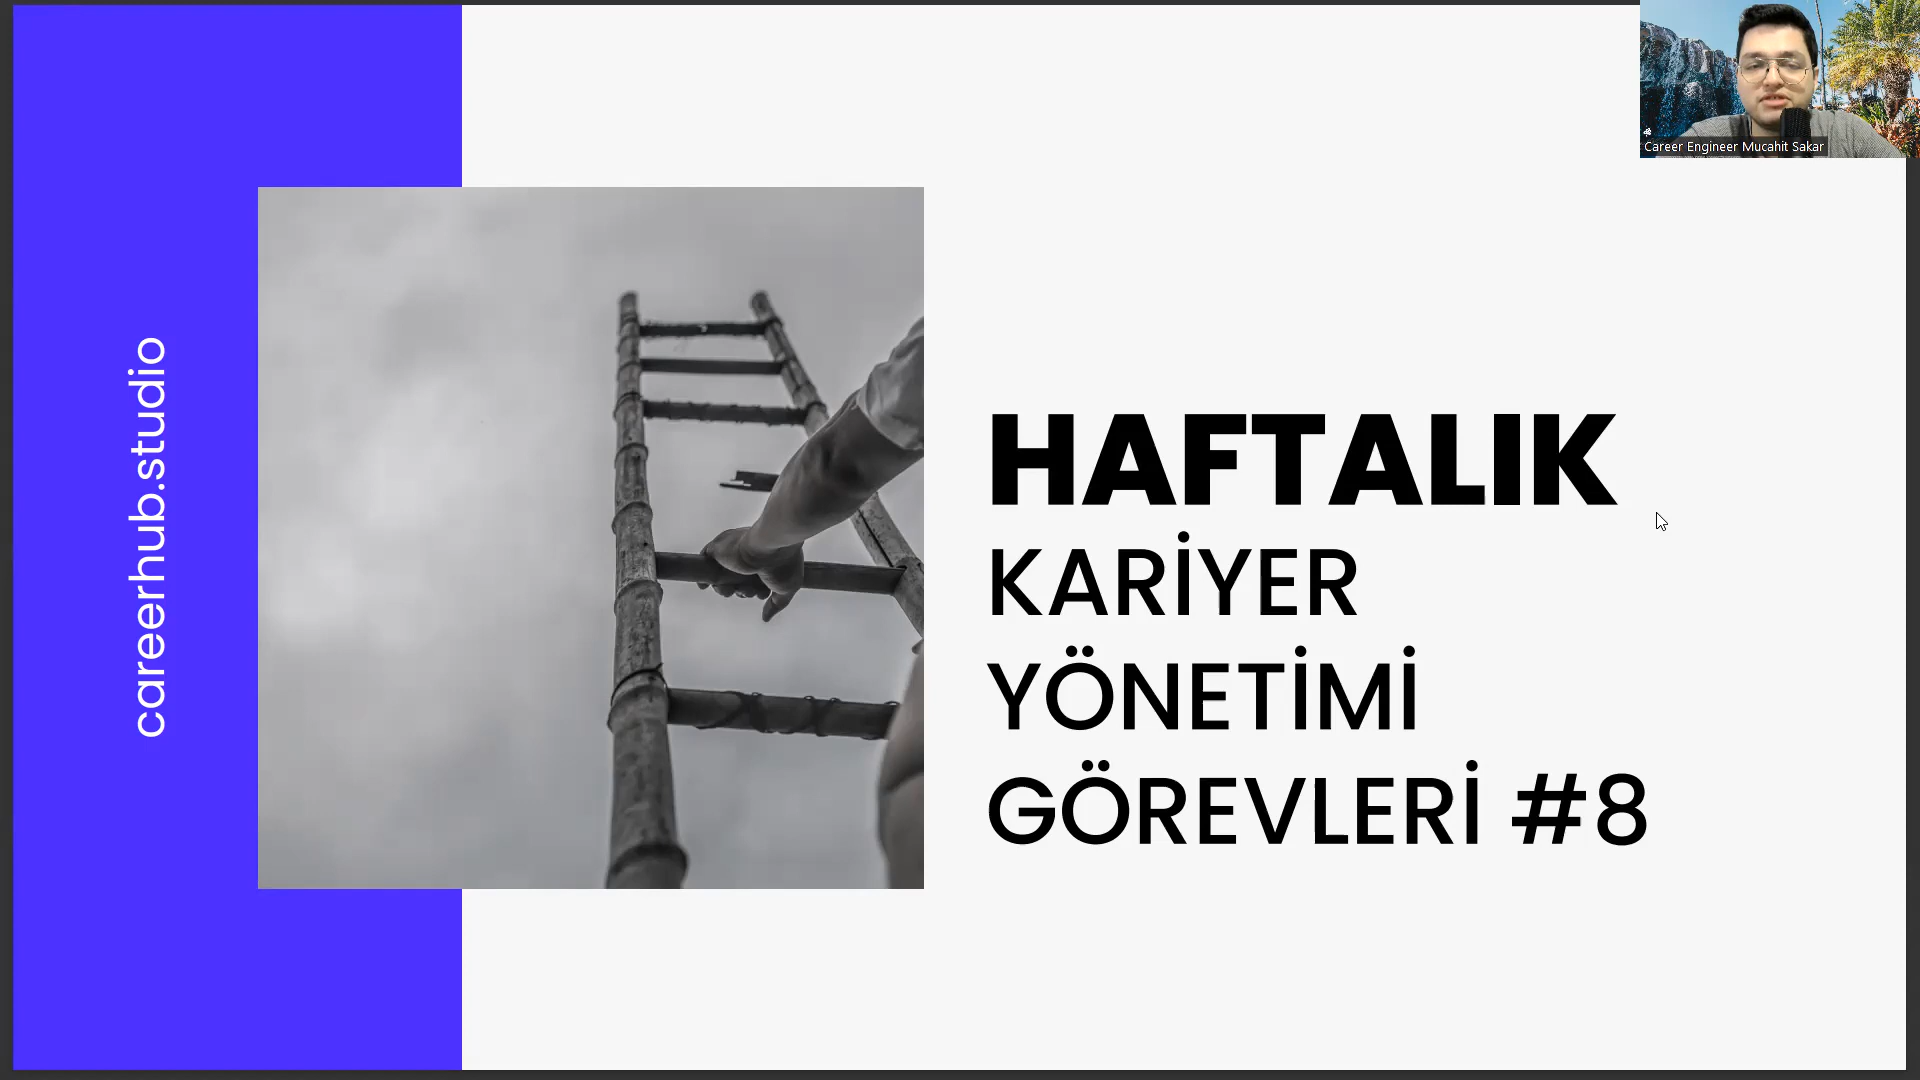 Career Engineer Mucahit Sakar
careerhub.studio
HAFTALIK
KARİYER
YÖNETİMİ
GÖREVLERİ #8